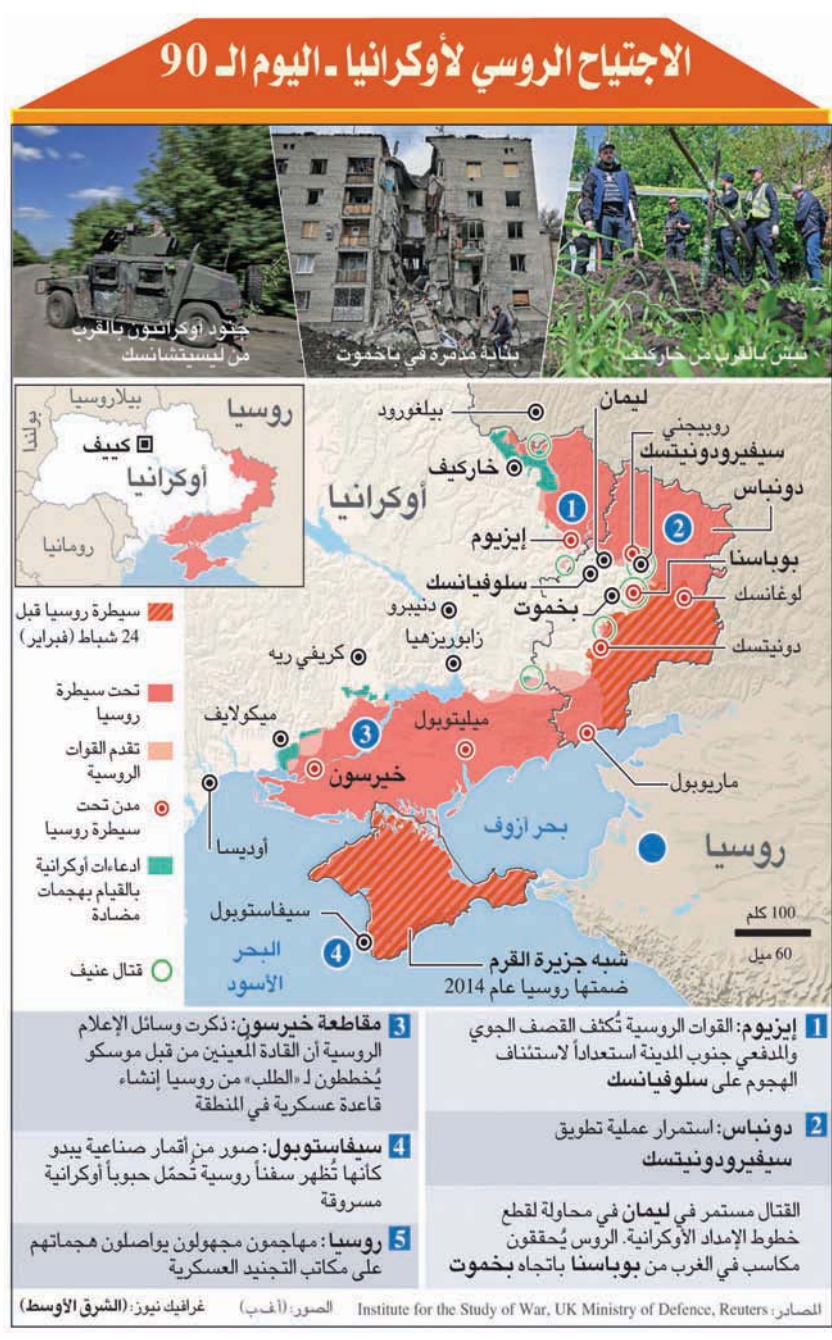 الاجتياح الروسي لأوكرانيا ـ اليوم الـ 90
نبش بالقرب من خاركيف
بناية مدمرة في باخموت
جنود أوكرانيون بالقرب
من ليسيتشانسك
بيلاروسيا
روسيا
بولندا
كييف
أوكرانيا
رومانيا
بيلغورود
ليمان
روبيجني
سيفيرودونيتسك
خاركيف
دونباس
أوكرانيا
1
2
إيزيوم
بوباسنا
سلوفيانسك
لوغانسك
بخموت
دنيبرو
زابوريزهيا
دونيتسك
كريفي ريه
ميكولايف
3
ميليتوبول
خيرسون
ماريوبول
أوديسا
بحر آزوف
روسيا
سيفاستوبول
4
البحر
الأسود
شبه جزيرة القرم
ضمتها روسيا عام 2014
100 كلم
60 ميل
سيطرة روسيا قبل
24 شباط (فبراير)
تحت سيطرة
روسيا
تقدم القوات
الروسية
مدن تحت
سيطرة روسيا
ادعاءات أوكرانية
بالقيام بهجمات
مضادة
قتال عنيف
1 إيزيوم: القوات الروسية تُكثف القصف الجوي
والمدفعي جنوب المدينة استعداداً لاستئناف
الهجوم على سلوفيانسك
2 دونباس: استمرار عملية تطويق
سيفيرودونيتسك
القتال مستمر في ليمان في محاولة لقطع
خطوط الإمداد الأوكرانية. الروس يُحققون
مكاسب في الغرب من بوباسنا باتجاه بخموت
3 مقاطعة خيرسون: ذكرت وسائل الإعلام
الروسية أن القادة المُعينين من قبل موسكو
يُخططون لـ «الطلب» من روسيا إنشاء
قاعدة عسكرية في المنطقة
4 سيفاستوبول: صور من أقمار صناعية يبدو
كأنها تُظهر سفناً روسية تُحمّل حبوباً أوكرانية
مسروقة
5 روسيا: مهاجمون مجهولون يواصلون هجماتهم
على مكاتب التجنيد العسكرية
المصادر: Institute for the Study of War, UK Ministry of Defence, Reuters الصور: (أ.ف.ب) غرافيك نيوز: (الشرق الأوسط)